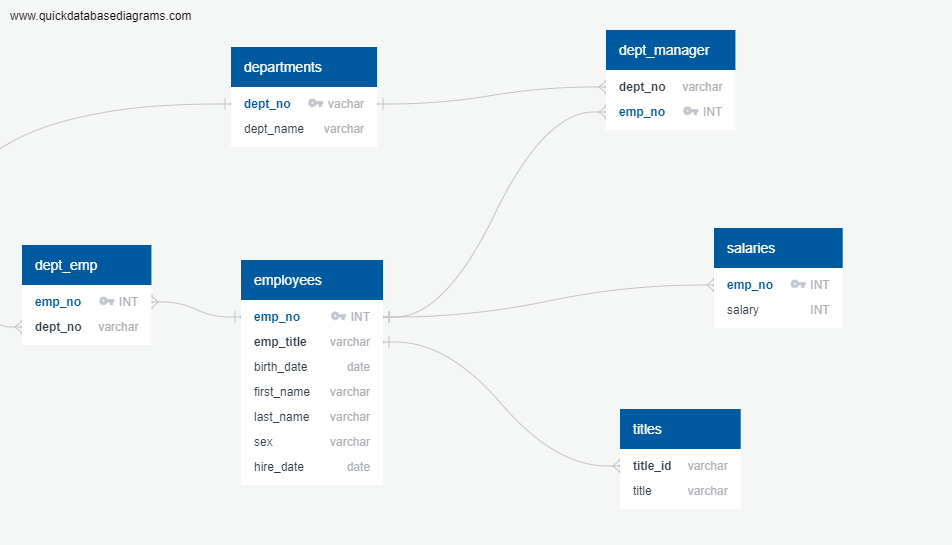 www.quickdatabasediagrams.com
departments
dept_no vachar
dept_name varchar
dept_manager
dept_no varchar
emp_no INT
dept_emp
emp_no INT
dept_no varchar
employees
emp_no INT
emp_title varchar
birth_date date
first_name varchar
last_name varchar
sex varchar
hire_date date
salaries
emp_no INT
salary INT
titles
title_id varchar
title varchar